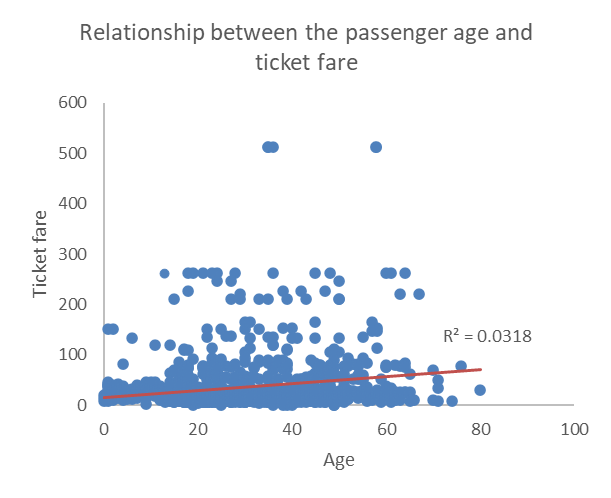 Relationship between the passenger age and
ticket fare
600
500
400
300
200
100
0
Ticket fare
R² = 0.0318
0 20 40 60 80 100
Age